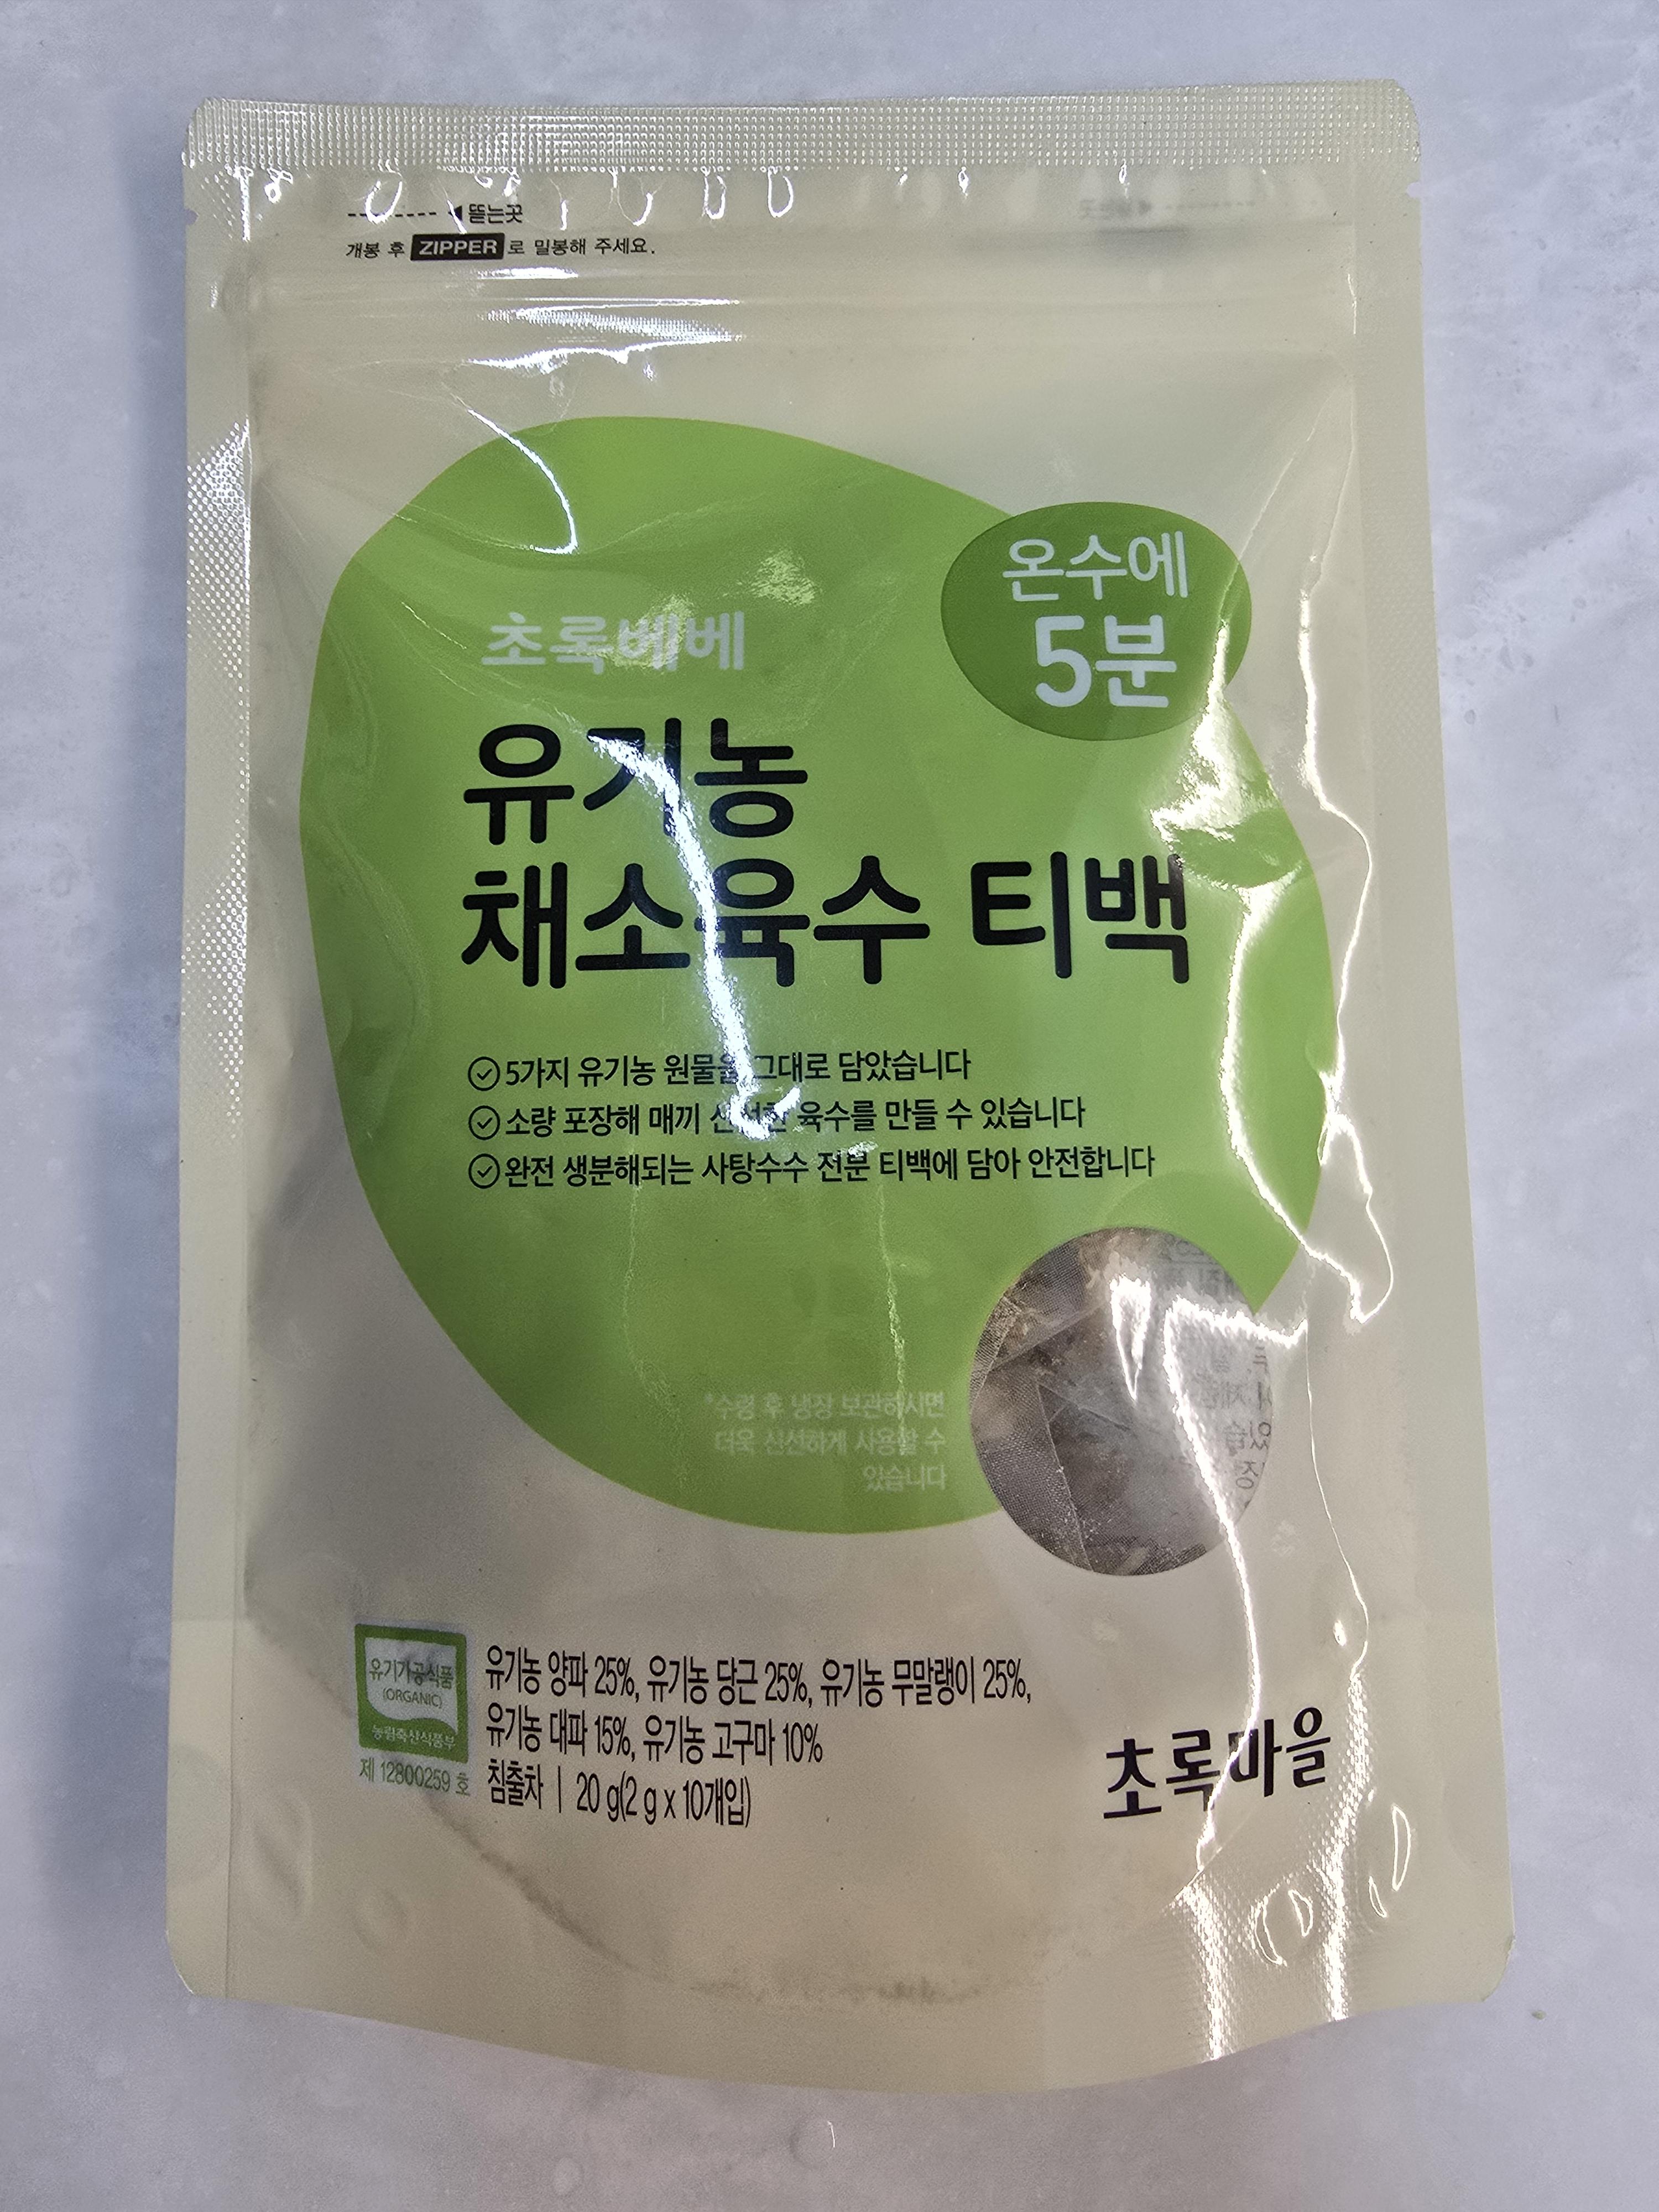 ◀뜯는곳
개봉 후 ZIPPER로 밀봉해 주세요.
온수에
5분
초록베베
유기농
채소육수 티백
5가지 유기농 원물을 그대로 담았습니다
소량 포장해 매끼 신선한 육수를 만들 수 있습니다
완전 생분해되는 사탕수수 전분 티백에 담아 안전합니다
*수령 후 냉장 보관하시면
더욱 신선하게 사용할 수
있습니다
유기가공식품
(ORGANIC)
농림축산식품부
제 12800259 호
유기농 양파 25%, 유기농 당근 25%, 유기농 무말랭이 25%,
유기농 대파 15%, 유기농 고구마 10%
침출차 | 20 g(2 g x 10개입)
초록마을